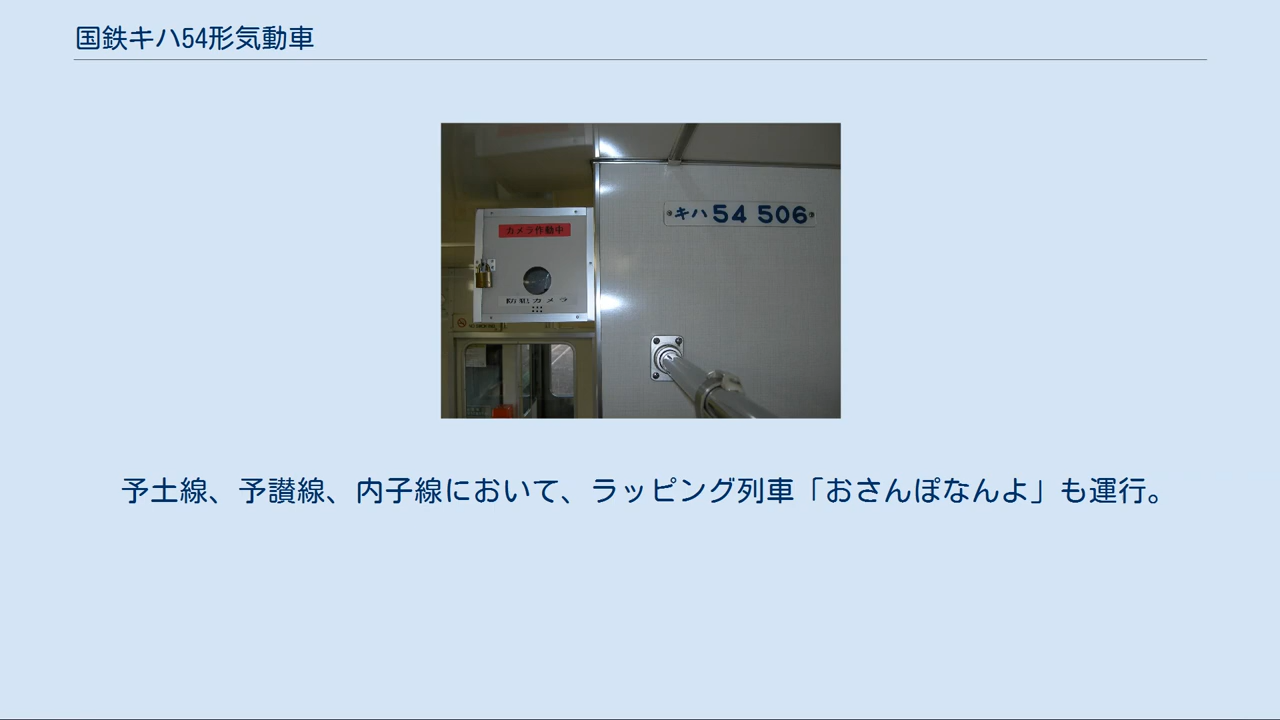 国鉄キハ54形気動車
キハ 54 506
カメラ作動中
防犯カメラ
予土線、予讃線、内子線において、ラッピング列車「おさんぽなんよ」も運行。